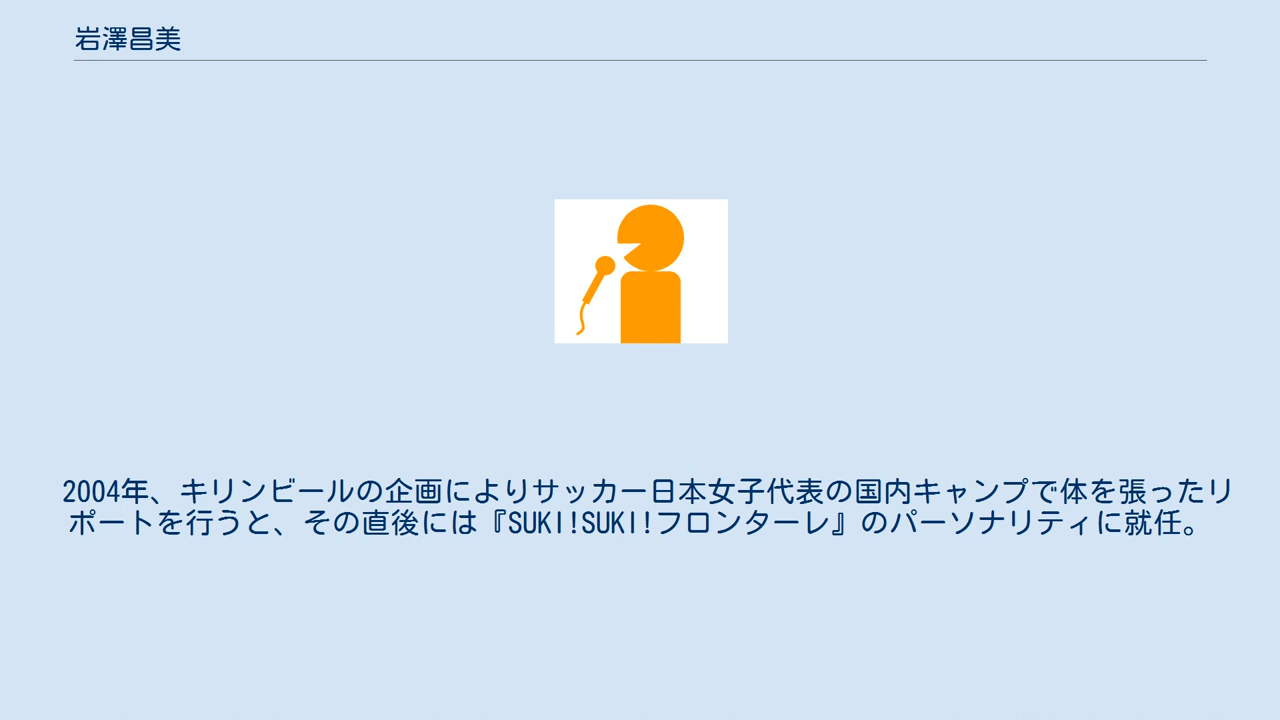 岩澤昌美
2004年、キリンビールの企画によりサッカー日本女子代表の国内キャンプで体を張ったリ
ポートを行うと、その直後には『SUKI!SUKI!フロンターレ』のパーソナリティに就任。